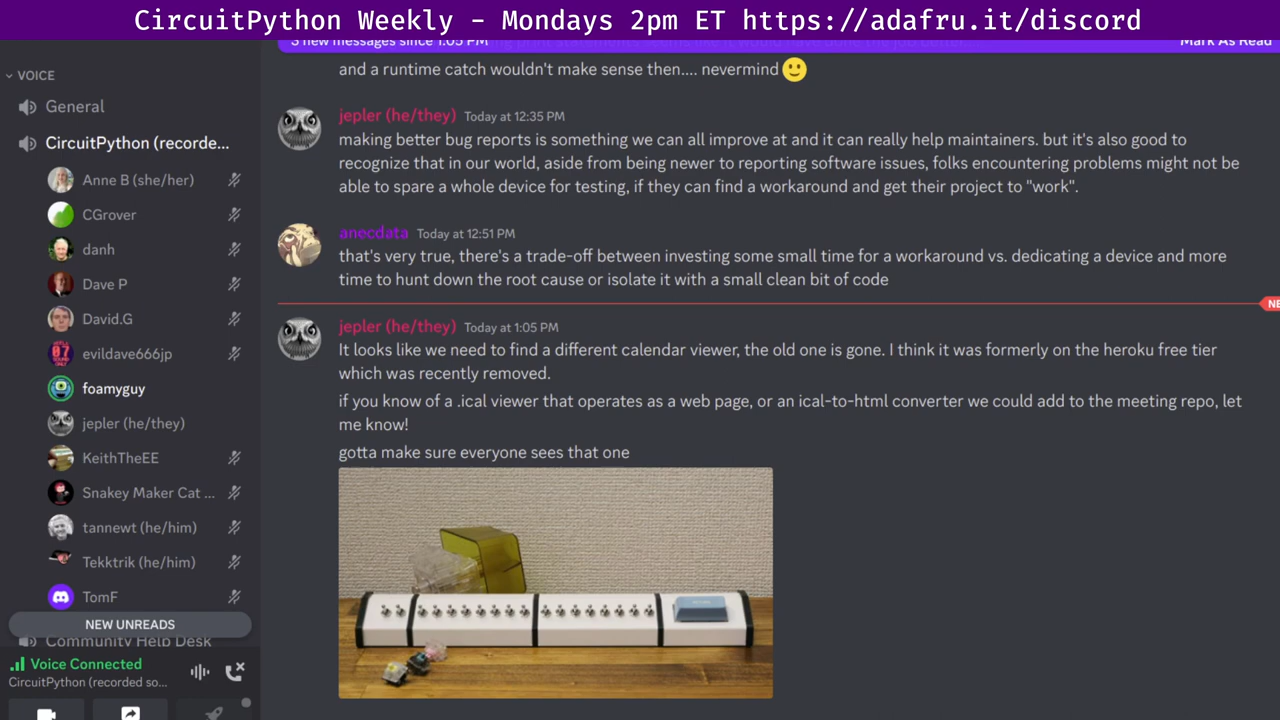 CircuitPython Weekly - Mondays 2pm ET https://adafru.it/discord
3 new messages since 1:05 PM
Mark As Read
VOICE
General
CircuitPython (recorde...
Anne B (she/her)
CGrover
danh
Dave P
David.G
evildave666jp
foamyguy
jepler (he/they)
KeithTheEE
Snakey Maker Cat ...
tannewt (he/him)
Tekktrik (he/him)
TomF
NEW UNREADS
Community Help Desk
Voice Connected
CircuitPython (recorded so...
and a runtime catch wouldn't make sense then.... nevermind
jepler (he/they) Today at 12:35 PM
making better bug reports is something we can all improve at and it can really help maintainers. but it's also good to
recognize that in our world, aside from being newer to reporting software issues, folks encountering problems might not be
able to spare a whole device for testing, if they can find a workaround and get their project to "work".
anecdata Today at 12:51 PM
that's very true, there's a trade-off between investing some small time for a workaround vs. dedicating a device and more
time to hunt down the root cause or isolate it with a small clean bit of code
NE
jepler (he/they) Today at 1:05 PM
It looks like we need to find a different calendar viewer, the old one is gone. I think it was formerly on the heroku free tier
which was recently removed.
if you know of a .ical viewer that operates as a web page, or an ical-to-html converter we could add to the meeting repo, let
me know!
gotta make sure everyone sees that one